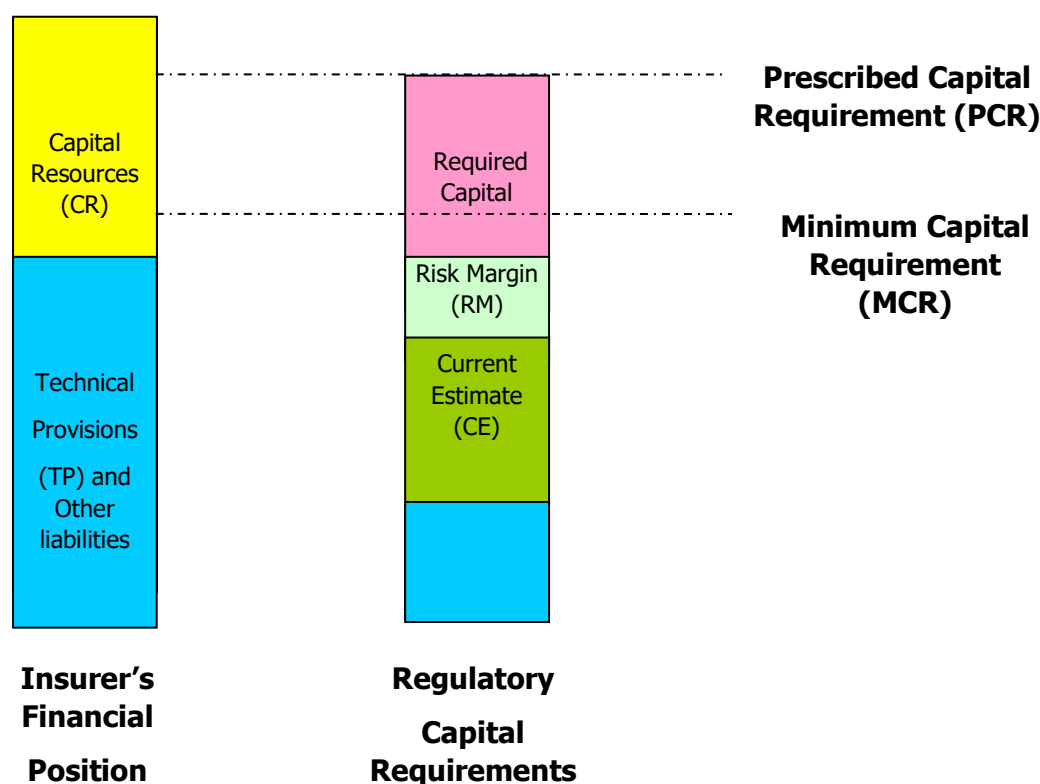 Capital
Resources
(CR)
Technical
Provisions
(TP) and
Other
liabilities
Insurer’s
Financial
Position
Required
Capital
Risk Margin
(RM)
Current
Estimate
(CE)
Regulatory
Capital
Requirements
Prescribed Capital
Requirement (PCR)
Minimum Capital
Requirement
(MCR)